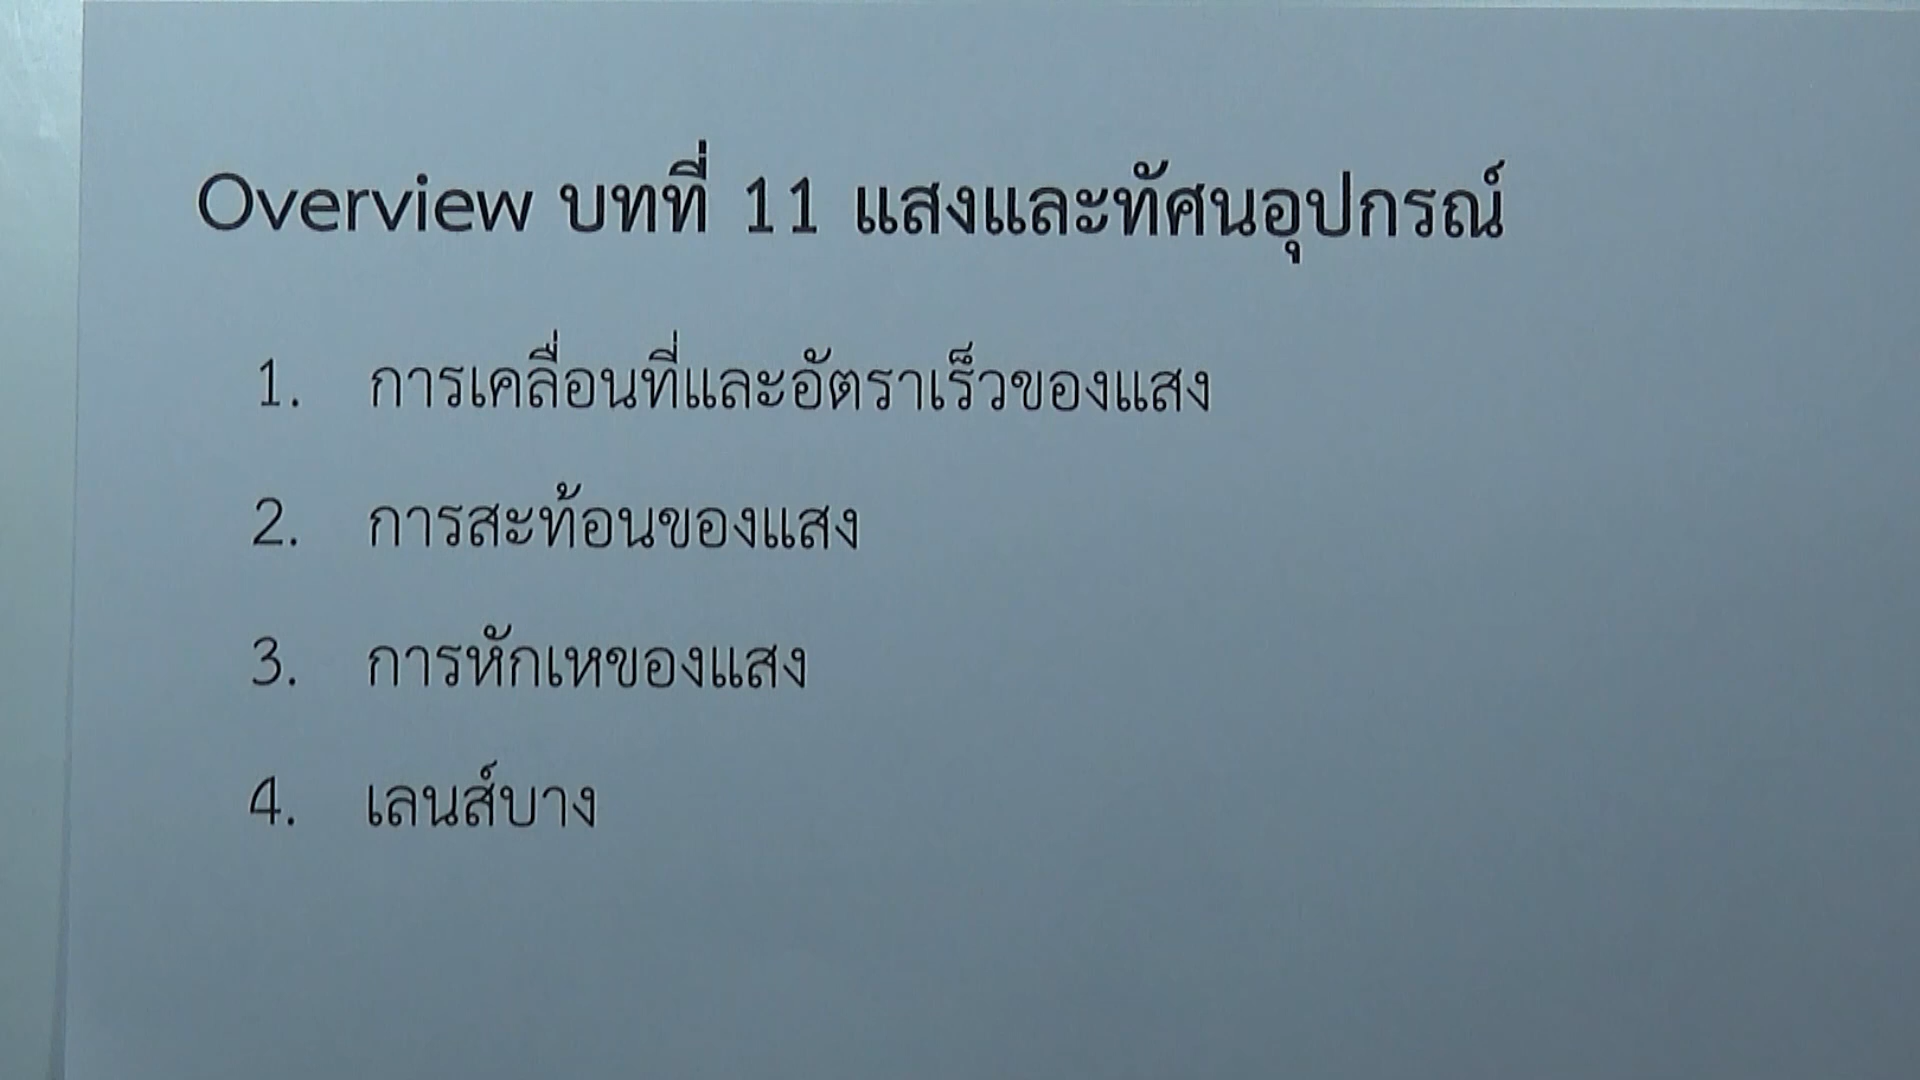 Overview บทที่ 11 แสงและทัศนอุปกรณ์
1. การเคลื่อนที่และอัตราเร็วของแสง
2. การสะท้อนของแสง
3. การหักเหของแสง
4. เลนส์บาง